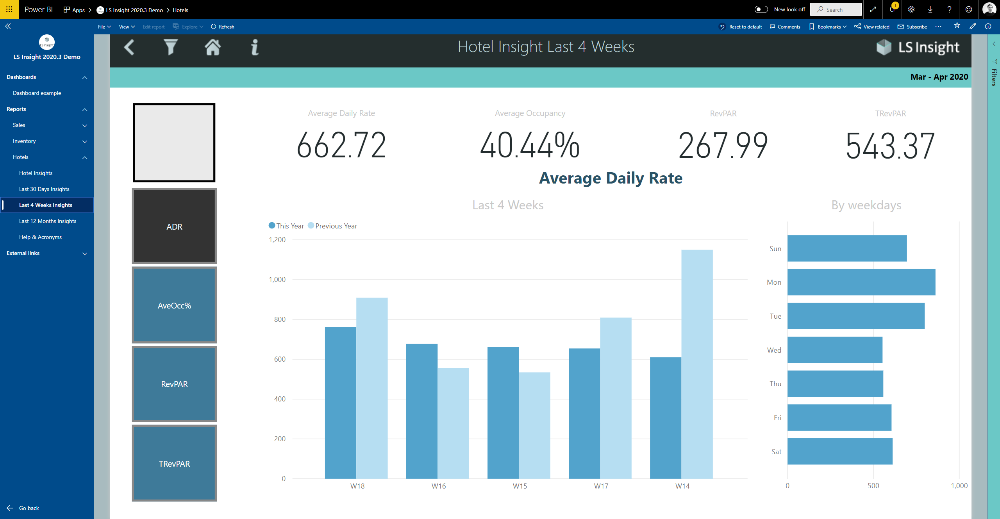 Power BI Apps LS Insight 2020.3 Demo Hotels New look off Search 1
File View Edit report Explore Refresh Reset to default Comments Bookmarks View related Subscribe
LS Insight
LS Insight 2020.3 Demo
Dashboards
Dashboard example
Reports
Sales
Inventory
Hotels
Hotel Insights
Last 30 Days Insights
Last 4 Weeks Insights
Last 12 Months Insights
Help & Acronyms
External links
Go back
Hotel Insight Last 4 Weeks
LS Insight
Mar - Apr 2020
Filters
Average Daily Rate
662.72
Average Occupancy
40.44%
RevPAR
267.99
TRevPAR
543.37
ADR
AveOcc%
RevPAR
TRevPAR
Average Daily Rate
Last 4 Weeks
This Year Previous Year
1,200
1,000
800
600
400
200
0
W18 W16 W15 W17 W14
By weekdays
Sun
Mon
Tue
Wed
Thu
Fri
Sat
0 500 1,000